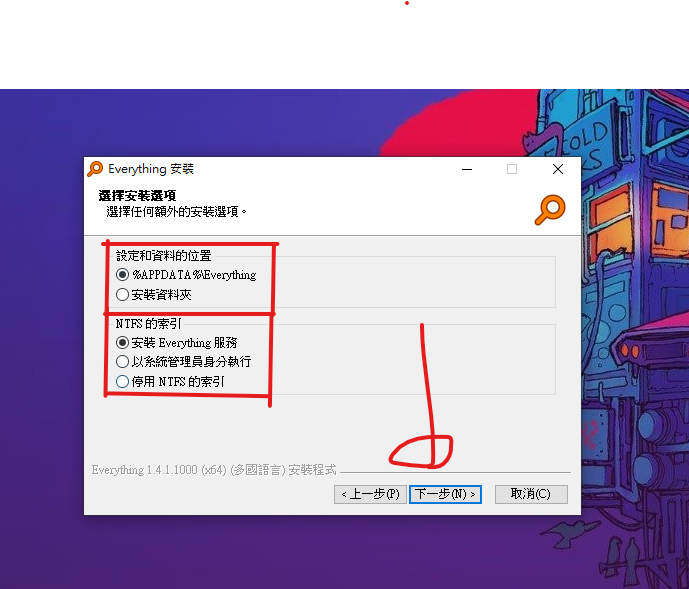 COLD
Everything 安裝
選擇安裝選項
選擇任何額外的安裝選項。
設定和資料的位置
%APPDATA%\Everything
安裝資料夾
NTFS 的索引
安裝 Everything 服務
以系統管理員身分執行
停用 NTFS 的索引
Everything 1.4.1.1000 (x64) (多國語言) 安裝程式
< 上一步(P) 下一步(N) > 取消(C)